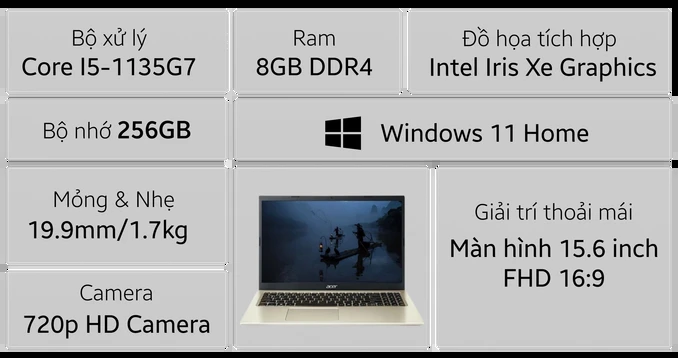 Bộ xử lý
Core I5-1135G7
Ram
8GB DDR4
Đồ họa tích hợp
Intel Iris Xe Graphics
Bộ nhớ 256GB
Windows 11 Home
Mỏng & Nhẹ
19.9mm/1.7kg
Camera
720p HD Camera
acer
Giải trí thoải mái
Màn hình 15.6 inch
FHD 16:9